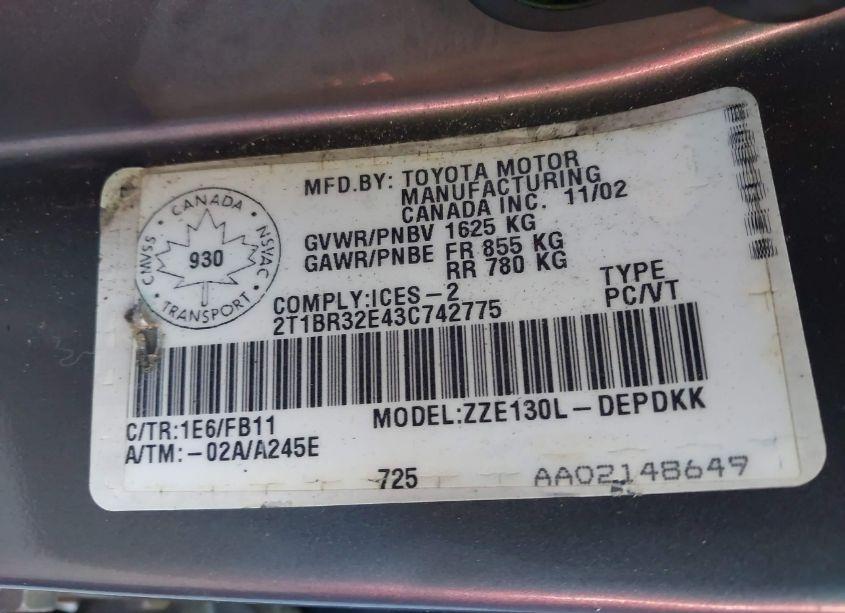 MFD.BY: TOYOTA MOTOR
MANUFACTURING
CANADA INC. 11/02
GVWR/PNBV 1625 KG
GAWR/PNBE FR 855 KG
RR 780 KG
CANADA
CMVSS 930 NSVAC
TRANSPORT
COMPLY:ICES-2
TYPE
PC/VT
2T1BR32E43C742775
C/TR:1E6/FB11
MODEL:ZZE130L-DEPDKK
A/TM:-02A/A245E
725
AA02148649